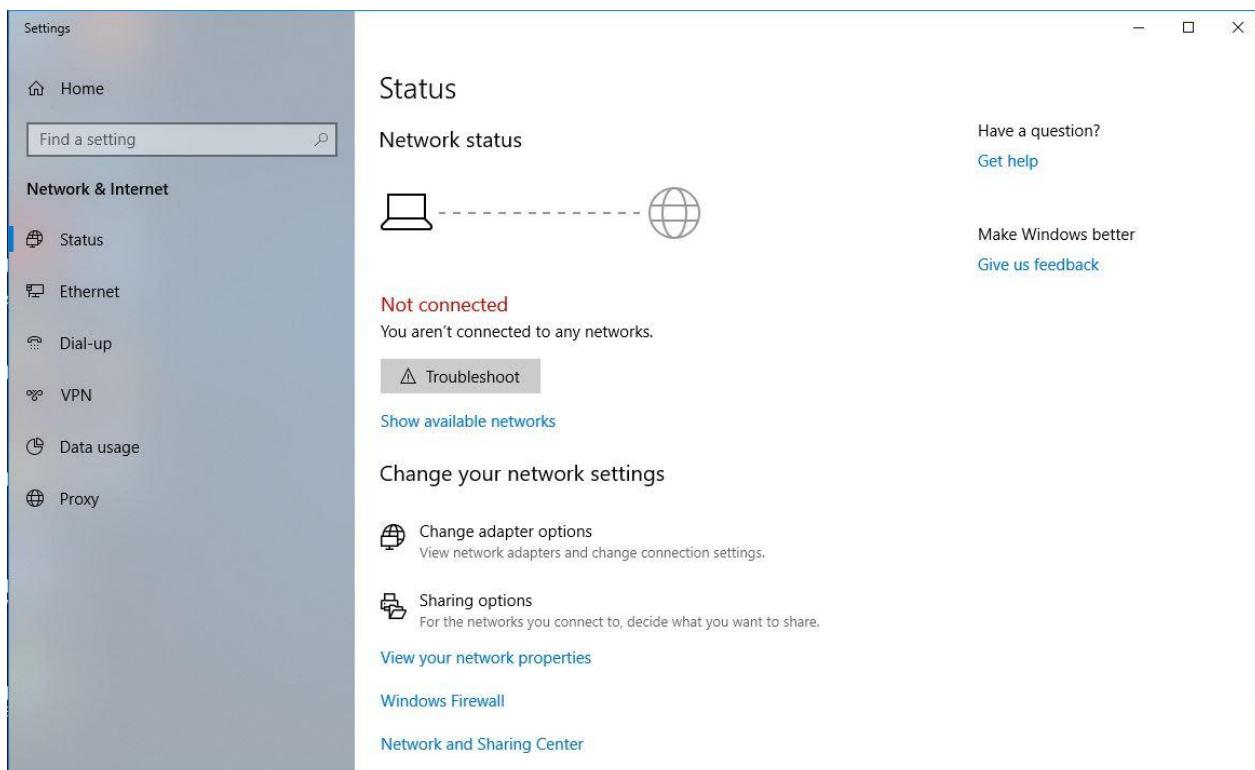 Settings
Home
Find a setting
Network & Internet
Status
Ethernet
Dial-up
VPN
Data usage
Proxy
Status
Network status
Not connected
You aren't connected to any networks.
Troubleshoot
Show available networks
Change your network settings
Change adapter options
View network adapters and change connection settings.
Sharing options
For the networks you connect to, decide what you want to share.
View your network properties
Windows Firewall
Network and Sharing Center
Have a question?
Get help
Make Windows better
Give us feedback